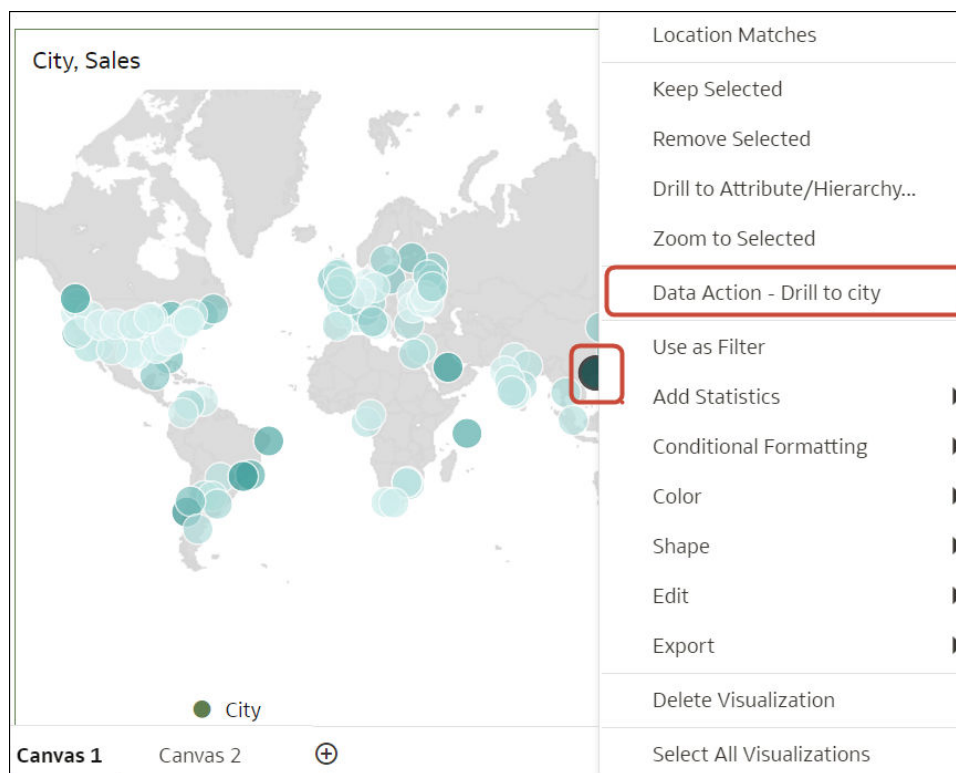 City, Sales
City
Canvas 1
Canvas 2
Location Matches
Keep Selected
Remove Selected
Drill to Attribute/Hierarchy...
Zoom to Selected
Data Action - Drill to city
Use as Filter
Add Statistics
Conditional Formatting
Color
Shape
Edit
Export
Delete Visualization
Select All Visualizations